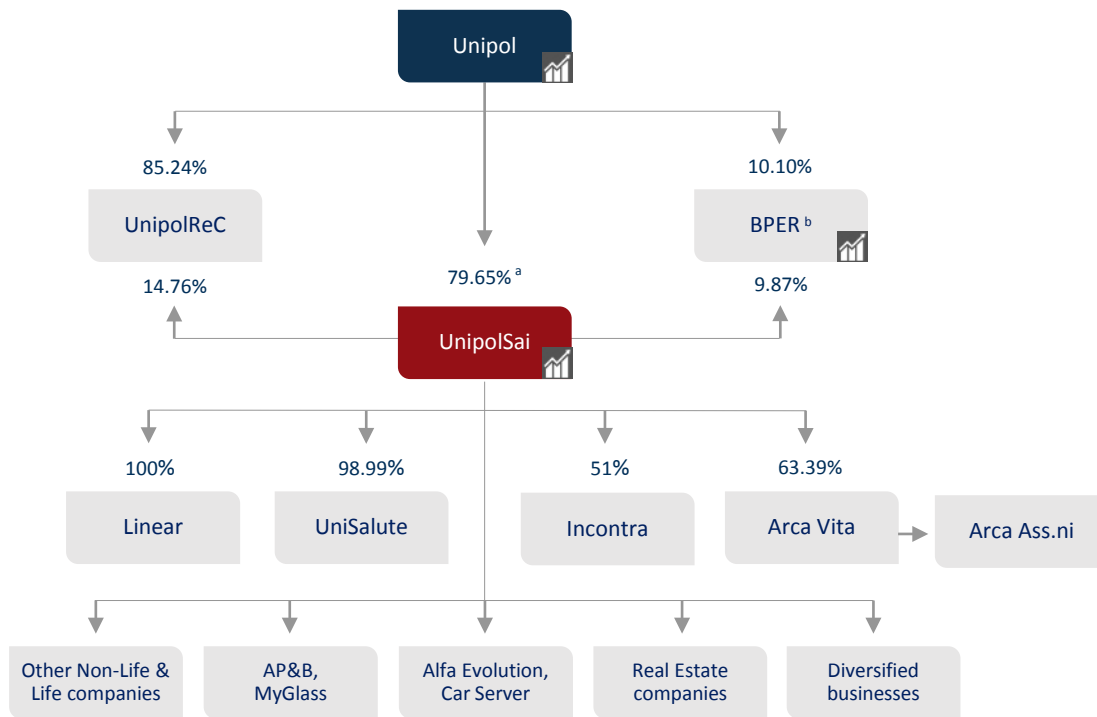 Unipol
85.24%
10.10%
UnipolReC
BPER b
14.76%
79.65% a
9.87%
UnipolSai
100%
98.99%
51%
63.39%
Linear
UniSalute
Incontra
Arca Vita
Arca Ass.ni
Other Non-Life &
Life companies
AP&B,
MyGlass
Alfa Evolution,
Car Server
Real Estate
companies
Diversified
businesses